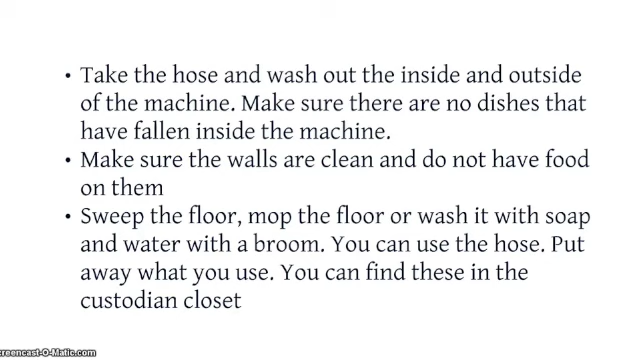 • Take the hose and wash out the inside and outside
of the machine. Make sure there are no dishes that
have fallen inside the machine.
• Make sure the walls are clean and do not have food
on them
• Sweep the floor, mop the floor or wash it with soap
and water with a broom. You can use the hose. Put
away what you use. You can find these in the
custodian closet
creencast-O-Matic.com